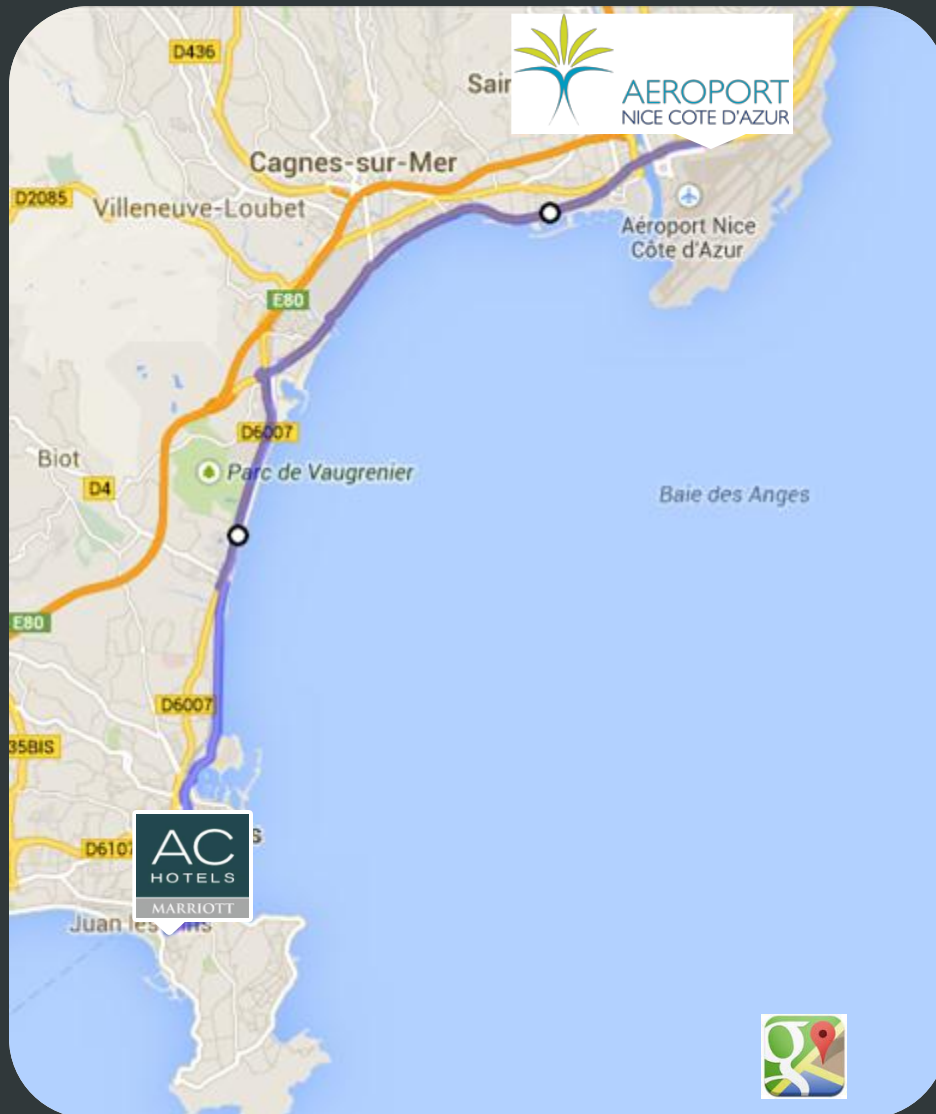 D436
Sair
AEROPORT
NICE COTE D'AZUR
Cagnes-sur-Mer
D2085
Villeneuve-Loubet
Aéroport Nice
Côte d'Azur
E80
D6007
Biot
Parc de Vaugrenier
D4
Baie des Anges
E80
D6007
35BIS
D6107
AC
HOTELS
MARRIOTT
s
Juan les
g